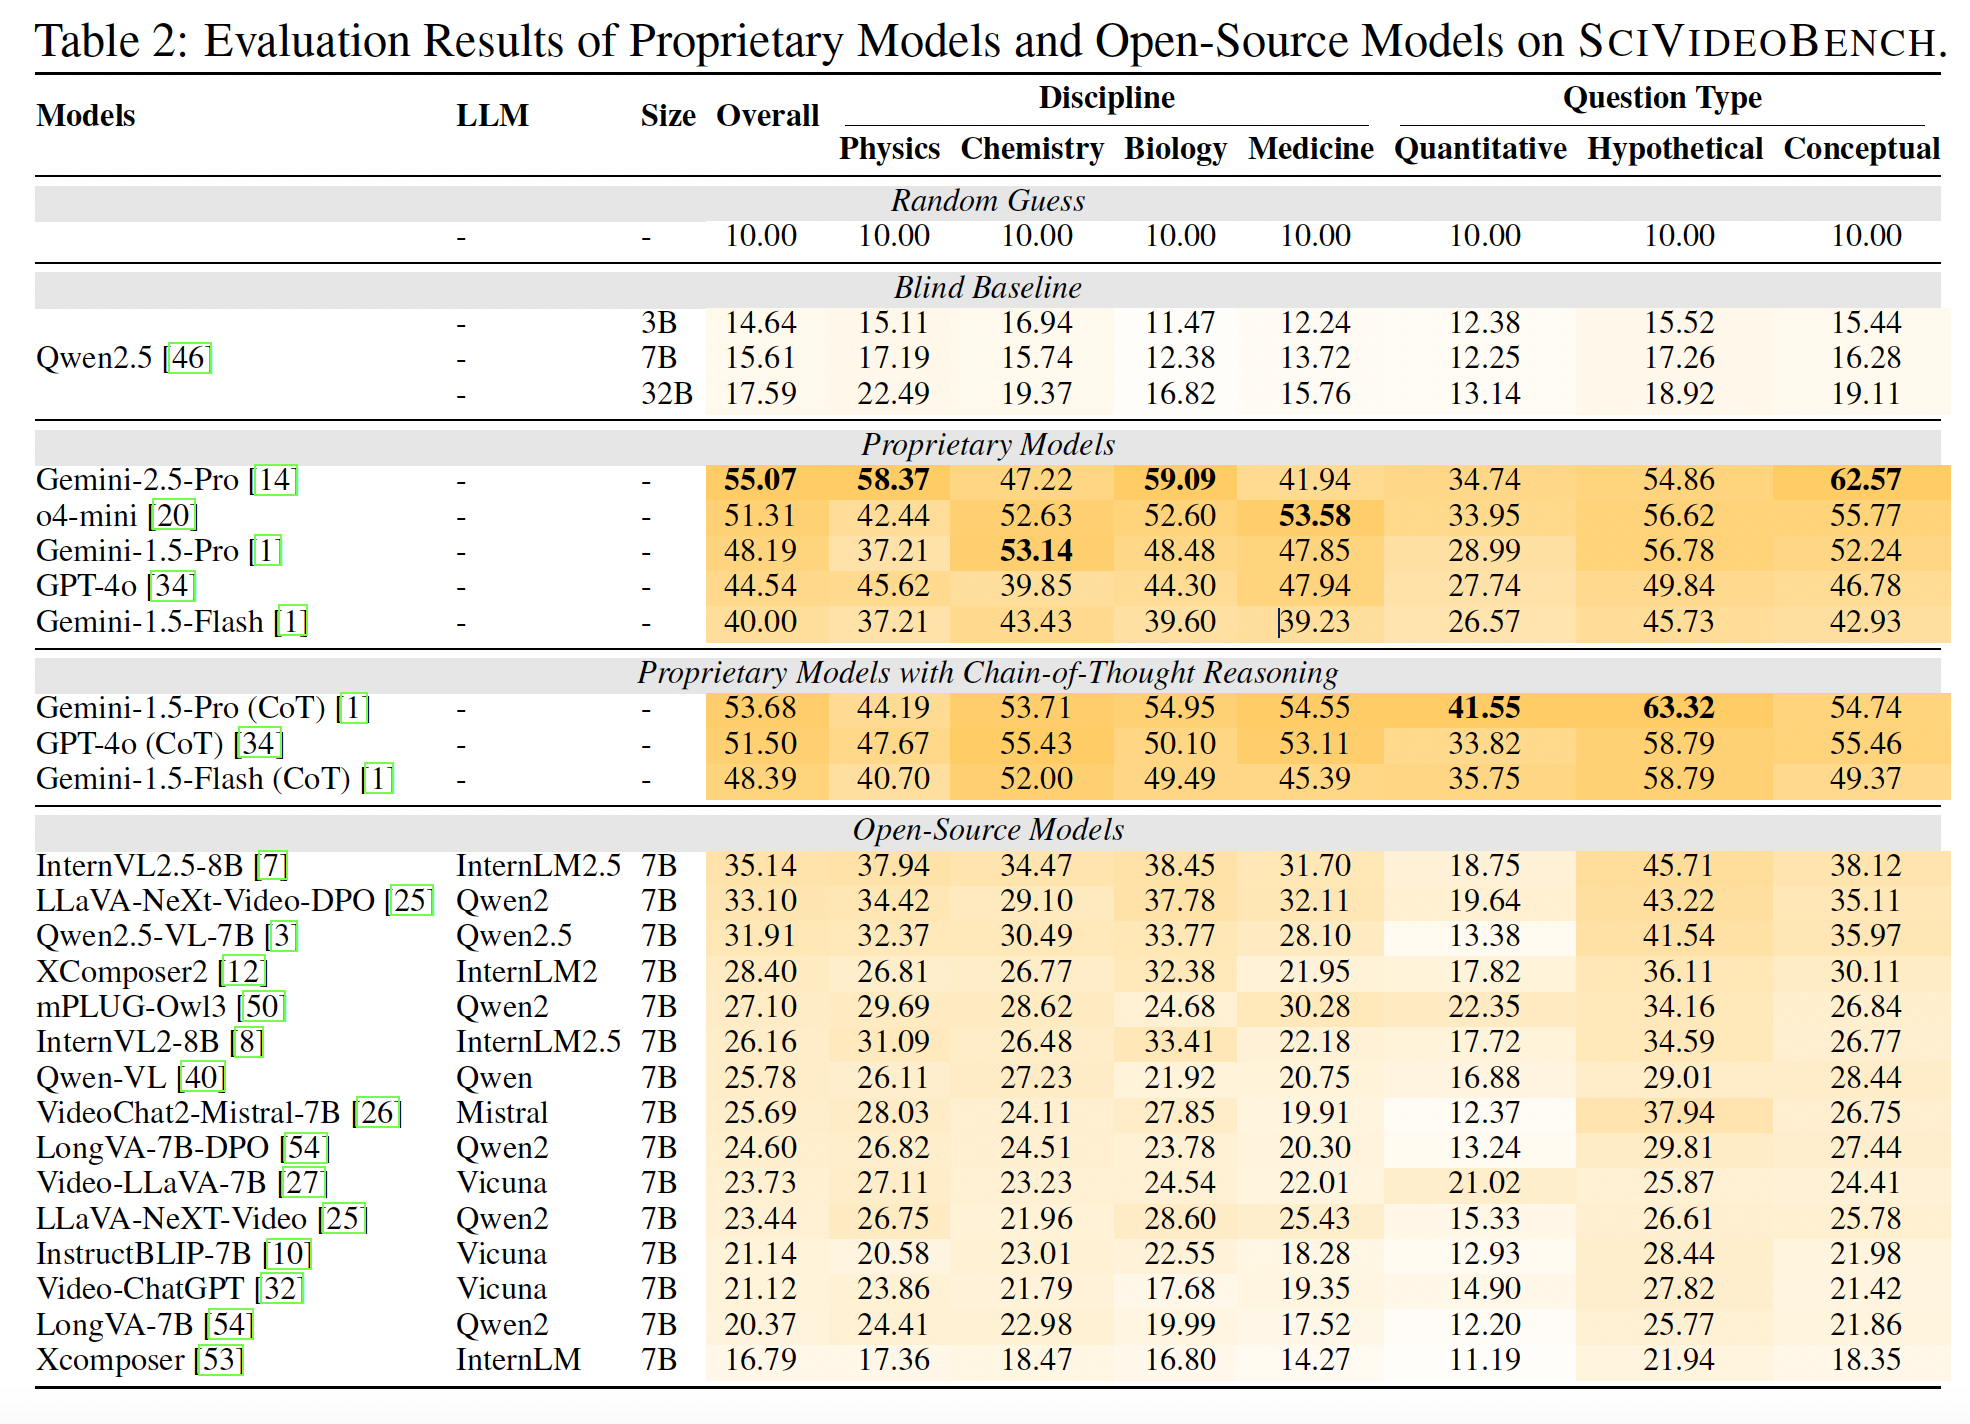 Table 2: Evaluation Results of Proprietary Models and Open-Source Models on SCIVIDEOBENCH.
Models LLM Size Overall Discipline Question Type
Physics Chemistry Biology Medicine Quantitative Hypothetical Conceptual
Random Guess
- - 10.00 10.00 10.00 10.00 10.00 10.00 10.00 10.00
Blind Baseline
- 3B 14.64 15.11 16.94 11.47 12.24 12.38 15.52 15.44
Qwen2.5 [46] - 7B 15.61 17.19 15.74 12.38 13.72 12.25 17.26 16.28
- 32B 17.59 22.49 19.37 16.82 15.76 13.14 18.92 19.11
Proprietary Models
Gemini-2.5-Pro [14] - - 55.07 58.37 47.22 59.09 41.94 34.74 54.86 62.57
o4-mini [20] - - 51.31 42.44 52.63 52.60 53.58 33.95 56.62 55.77
Gemini-1.5-Pro [1] - - 48.19 37.21 53.14 48.48 47.85 28.99 56.78 52.24
GPT-4o [34] - - 44.54 45.62 39.85 44.30 47.94 27.74 49.84 46.78
Gemini-1.5-Flash [1] - - 40.00 37.21 43.43 39.60 39.23 26.57 45.73 42.93
Proprietary Models with Chain-of-Thought Reasoning
Gemini-1.5-Pro (CoT) [1] - - 53.68 44.19 53.71 54.95 54.55 41.55 63.32 54.74
GPT-4o (CoT) [34] - - 51.50 47.67 55.43 50.10 53.11 33.82 58.79 55.46
Gemini-1.5-Flash (CoT) [1] - - 48.39 40.70 52.00 49.49 45.39 35.75 58.79 49.37
Open-Source Models
InternVL2.5-8B [7] InternLM2.5 7B 35.14 37.94 34.47 38.45 31.70 18.75 45.71 38.12
LLaVA-NeXt-Video-DPO [25] Qwen2 7B 33.10 34.42 29.10 37.78 32.11 19.64 43.22 35.11
Qwen2.5-VL-7B [3] Qwen2.5 7B 31.91 32.37 30.49 33.77 28.10 13.38 41.54 35.97
XComposer2 [12] InternLM2 7B 28.40 26.81 26.77 32.38 21.95 17.82 36.11 30.11
mPLUG-Owl3 [50] Qwen2 7B 27.10 29.69 28.62 24.68 30.28 22.35 34.16 26.84
InternVL2-8B [8] InternLM2.5 7B 26.16 31.09 26.48 33.41 22.18 17.72 34.59 26.77
Qwen-VL [40] Qwen 7B 25.78 26.11 27.23 21.92 20.75 16.88 29.01 28.44
VideoChat2-Mistral-7B [26] Mistral 7B 25.69 28.03 24.11 27.85 19.91 12.37 37.94 26.75
LongVA-7B-DPO [54] Qwen2 7B 24.60 26.82 24.51 23.78 20.30 13.24 29.81 27.44
Video-LLaVA-7B [27] Vicuna 7B 23.73 27.11 23.23 24.54 22.01 21.02 25.87 24.41
LLaVA-NeXT-Video [25] Qwen2 7B 23.44 26.75 21.96 28.60 25.43 15.33 26.61 25.78
InstructBLIP-7B [10] Vicuna 7B 21.14 20.58 23.01 22.55 18.28 12.93 28.44 21.98
Video-ChatGPT [32] Vicuna 7B 21.12 23.86 21.79 17.68 19.35 14.90 27.82 21.42
LongVA-7B [54] Qwen2 7B 20.37 24.41 22.98 19.99 17.52 12.20 25.77 21.86
Xcomposer [53] InternLM 7B 16.79 17.36 18.47 16.80 14.27 11.19 21.94 18.35